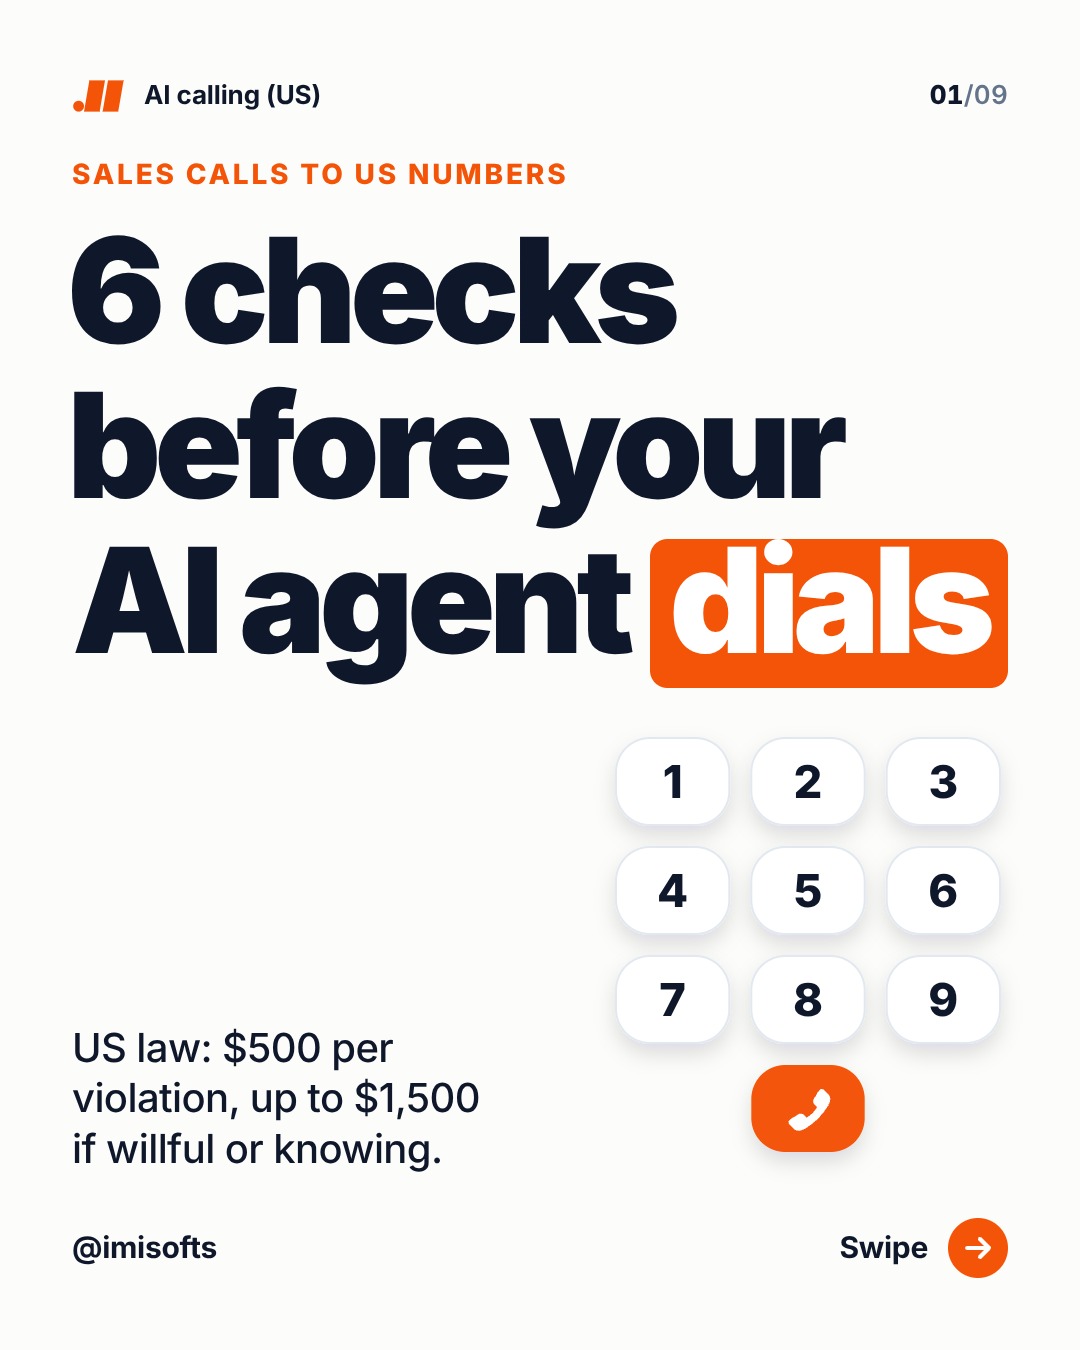 AI calling (US)
01/09
SALES CALLS TO US NUMBERS
6 checks
before your
AI agent dials
1 2 3
4 5 6
7 8 9
US law: $500 per
violation, up to $1,500
if willful or knowing.
@imisofts
Swipe